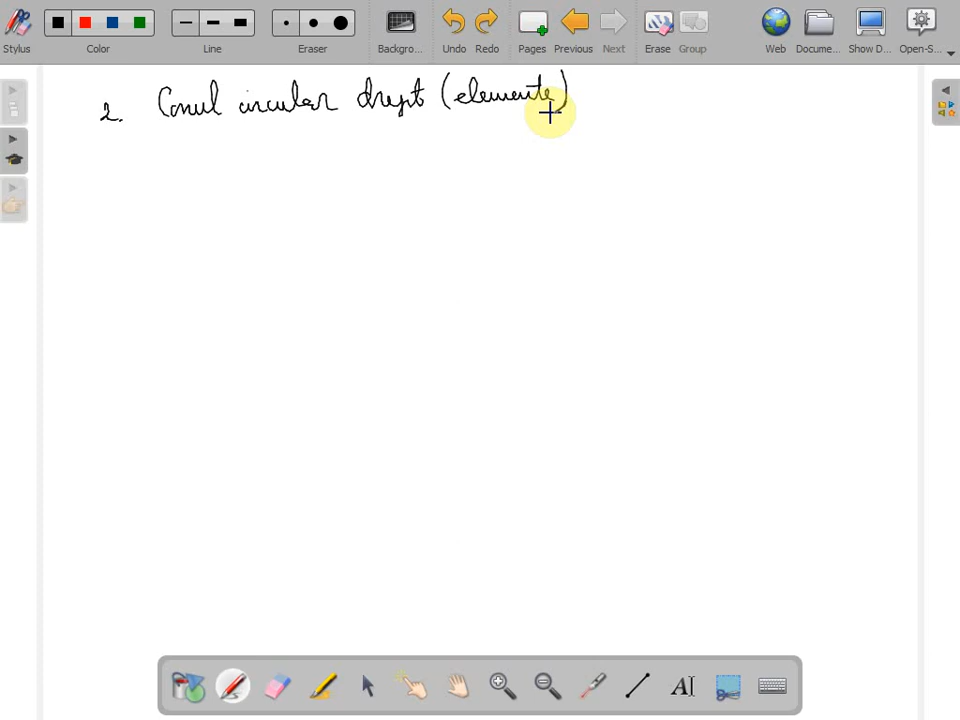 Stylus Color Line Eraser Backgro... Undo Redo Pages Previous Next Erase Group Web Docume... Show D... Open-S...
2. Conul circular drept (elemente)
AI